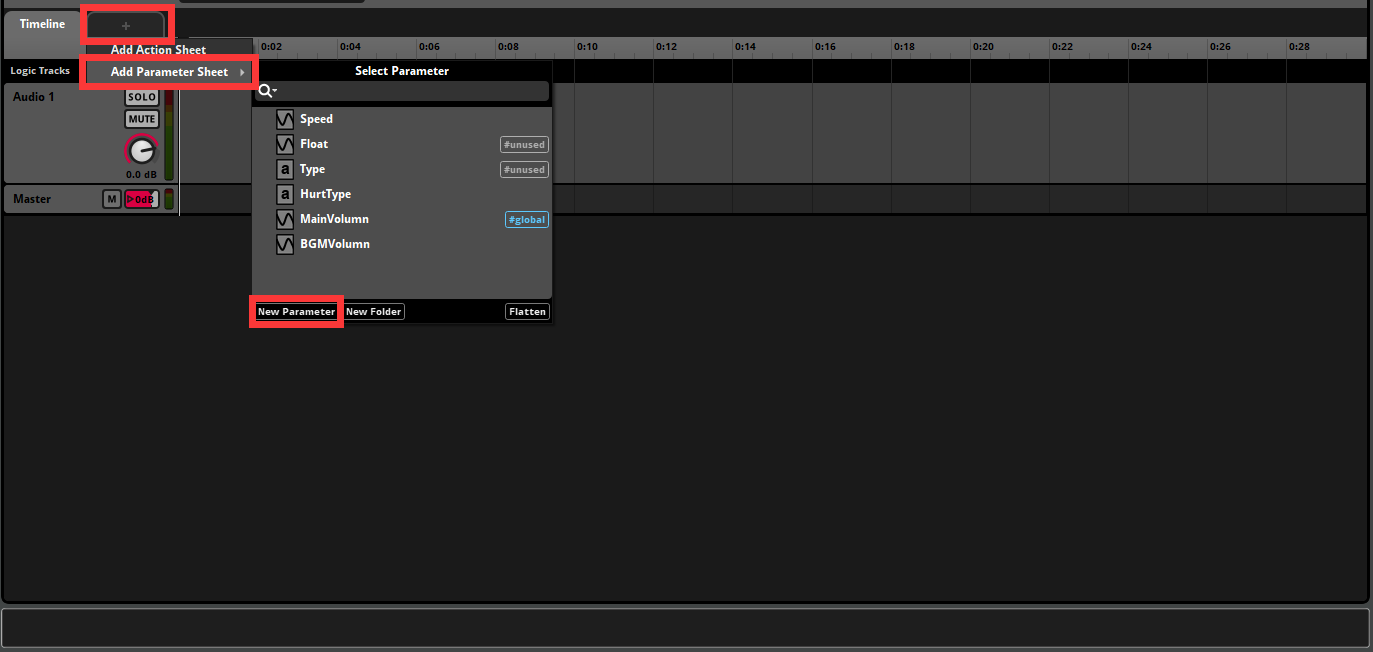 Timeline
+
Add Action Sheet
0:02 0:04 0:06 0:08 0:10 0:12 0:14 0:16 0:18 0:20 0:22 0:24 0:26 0:28
Logic Tracks
Add Parameter Sheet
Select Parameter
Audio 1
SOLO
MUTE
0.0 dB
Speed
Float #unused
Type #unused
HurtType
MainVolumn #global
BGMVolumn
Master M 0dB
New Parameter New Folder Flatten